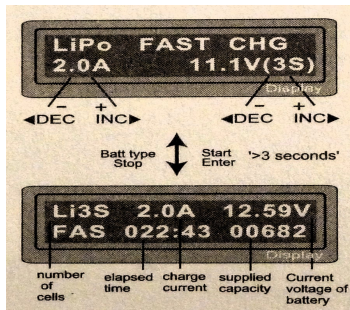 LiPo FAST CHG
2.0A 11.1V(3S)
Display
− + − +
◀DEC INC▶ ◀DEC INC▶
Batt type Start '>3 seconds'
Stop Enter
Li3S 2.0A 12.59V
FAS 022:43 00682
Display
number elapsed charge supplied Current
of time current capacity voltage of
cells battery